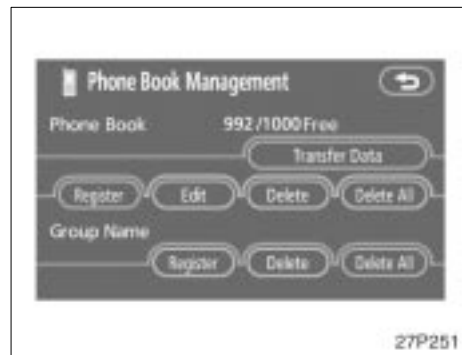 Phone Book Management
Phone Book 992/1000 Free
Transfer Data
Register Edit Delete Delete All
Group Name
Register Delete Delete All
27P251